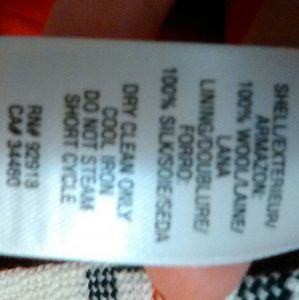 SHELL/EXTERIEUR/
ARMAZON:
100% WOOL/LAINE/
LANA
LINING/DOUBLURE/
FORRO:
100% SILK/SOIE/SEDA
DRY CLEAN ONLY
COOL IRON
DO NOT STEAM
SHORT CYCLE
RN# 92918
CA# 34480